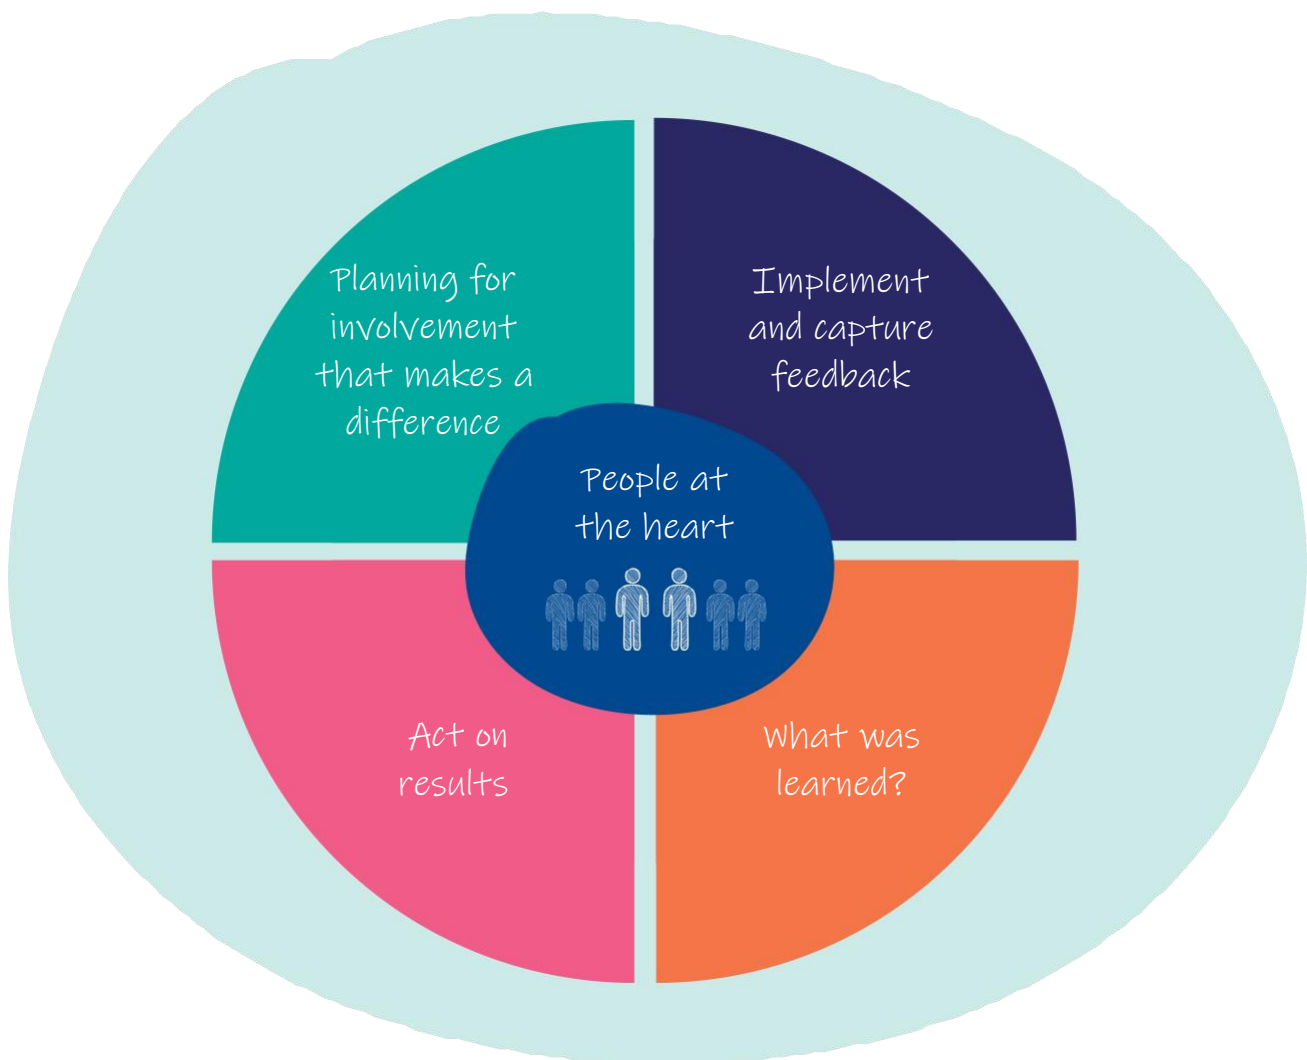 Planning for
involvement
that makes a
difference
Implement
and capture
feedback
People at
the heart
Act on
results
What was
learned?